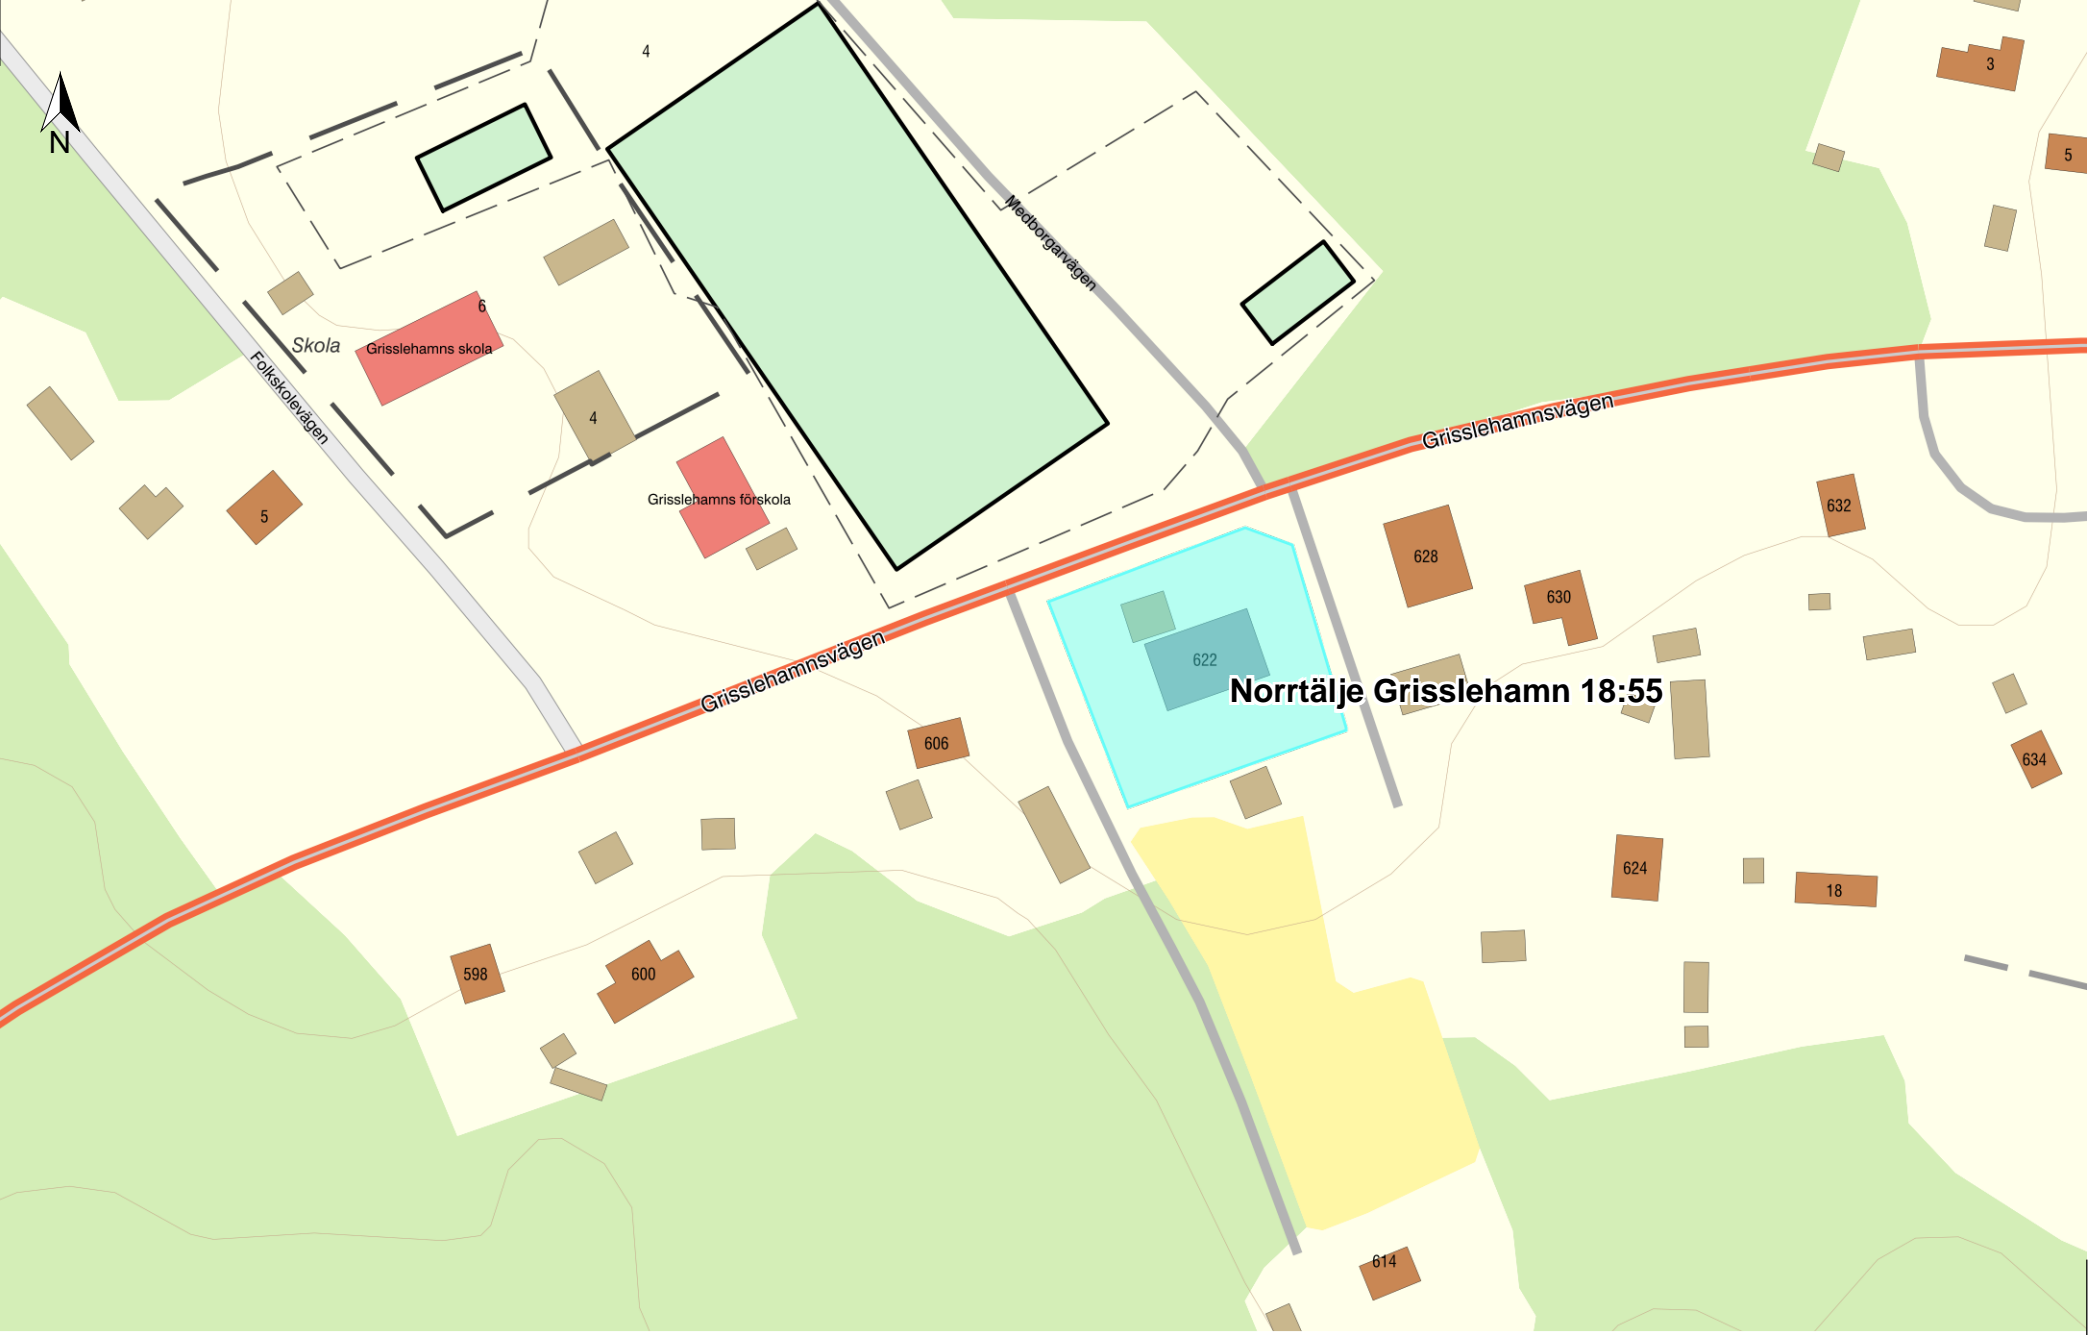 4
3
5
N
Medborgarvägen
6
Skola
Grisslehamns skola
Folkskolevägen
4
Grisslehamnsvägen
Grisslehamns förskola
5
632
628
630
622
Grisslehamnsvägen
Norrtälje Grisslehamn 18:55
606
634
624
18
598
600
614